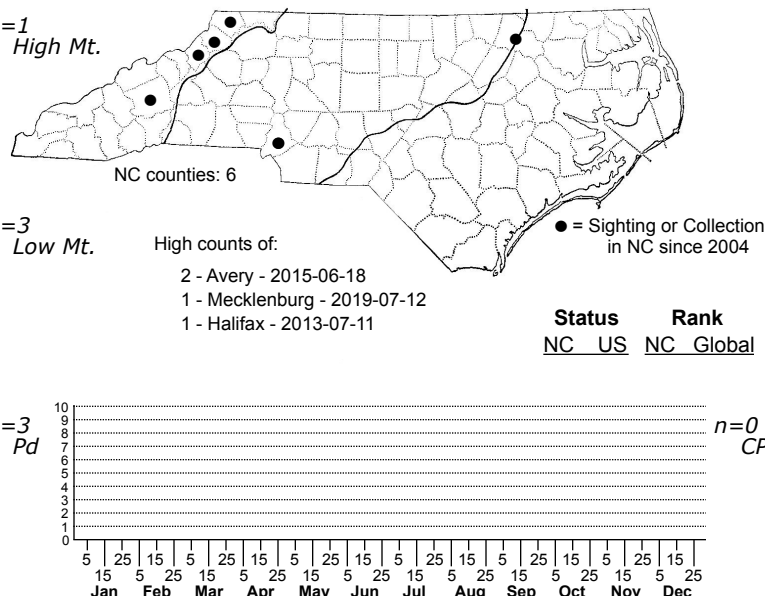 =1
High Mt.
NC counties: 6
=3
Low Mt.
High counts of:
2 - Avery - 2015-06-18
1 - Mecklenburg - 2019-07-12
1 - Halifax - 2013-07-11
● = Sighting or Collection
in NC since 2004
Status Rank
NC US NC Global
=3
Pd
n=0
CP
10
9
8
7
6
5
4
3
2
1
0
5 25 15 5 25 15 5 25 15 5 25 15 5 25 15 5 25 15
15 5 25 15 5 25 15 5 25 15 5 25 15 5 25 15 5 25
Jan Feb Mar Apr May Jun Jul Aug Sep Oct Nov Dec